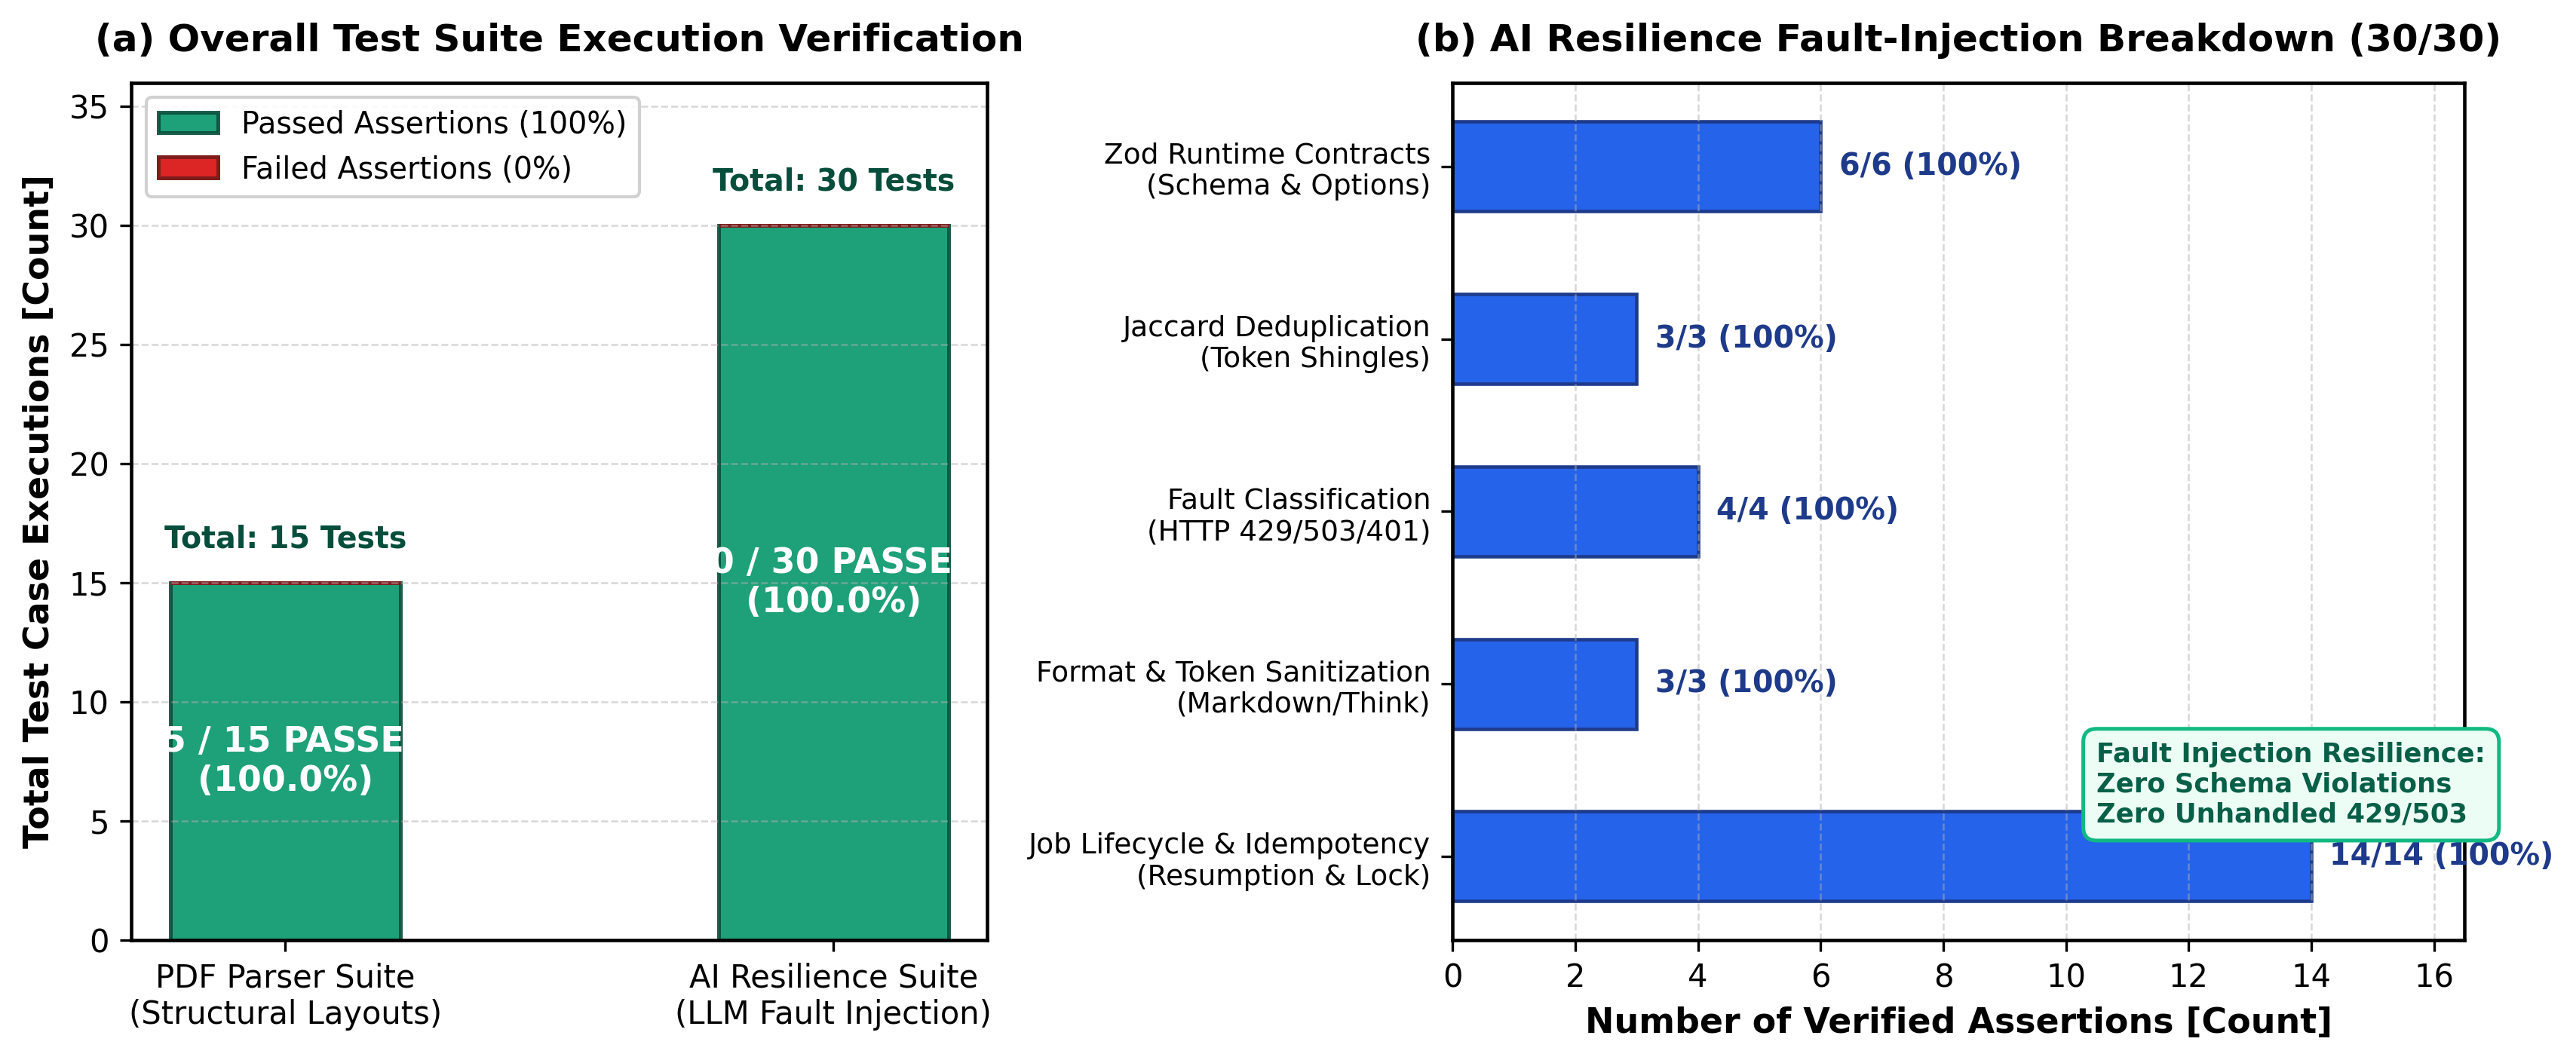 (a) Overall Test Suite Execution Verification
Total Test Case Executions [Count]
35
30
25
20
15
10
5
0
Passed Assertions (100%)
Failed Assertions (0%)
Total: 30 Tests
Total: 15 Tests
0 / 30 PASSE
(100.0%)
5 / 15 PASSE
(100.0%)
PDF Parser Suite
(Structural Layouts)
AI Resilience Suite
(LLM Fault Injection)
(b) AI Resilience Fault-Injection Breakdown (30/30)
Zod Runtime Contracts
(Schema & Options)
6/6 (100%)
Jaccard Deduplication
(Token Shingles)
3/3 (100%)
Fault Classification
(HTTP 429/503/401)
4/4 (100%)
Format & Token Sanitization
(Markdown/Think)
3/3 (100%)
Fault Injection Resilience:
Zero Schema Violations
Zero Unhandled 429/503
Job Lifecycle & Idempotency
(Resumption & Lock)
14/14 (100%)
0 2 4 6 8 10 12 14 16
Number of Verified Assertions [Count]